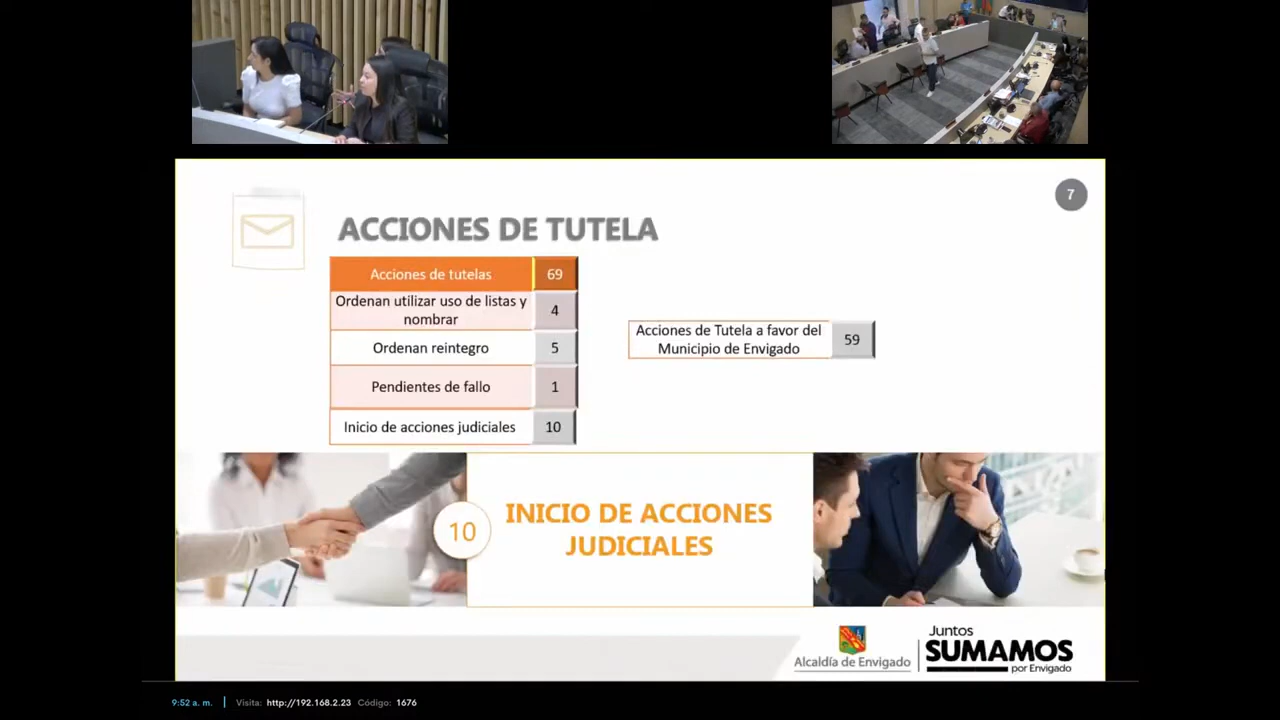 7
ACCIONES DE TUTELA
Acciones de tutelas 69
Ordenan utilizar uso de listas y
nombrar 4
Ordenan reintegro 5
Pendientes de fallo 1
Inicio de acciones judiciales 10
Acciones de Tutela a favor del
Municipio de Envigado 59
10
INICIO DE ACCIONES
JUDICIALES
Alcaldía de Envigado
Juntos
SUMAMOS
por Envigado
9:52 a. m. | Visita: http://192.168.2.23 Código: 1676